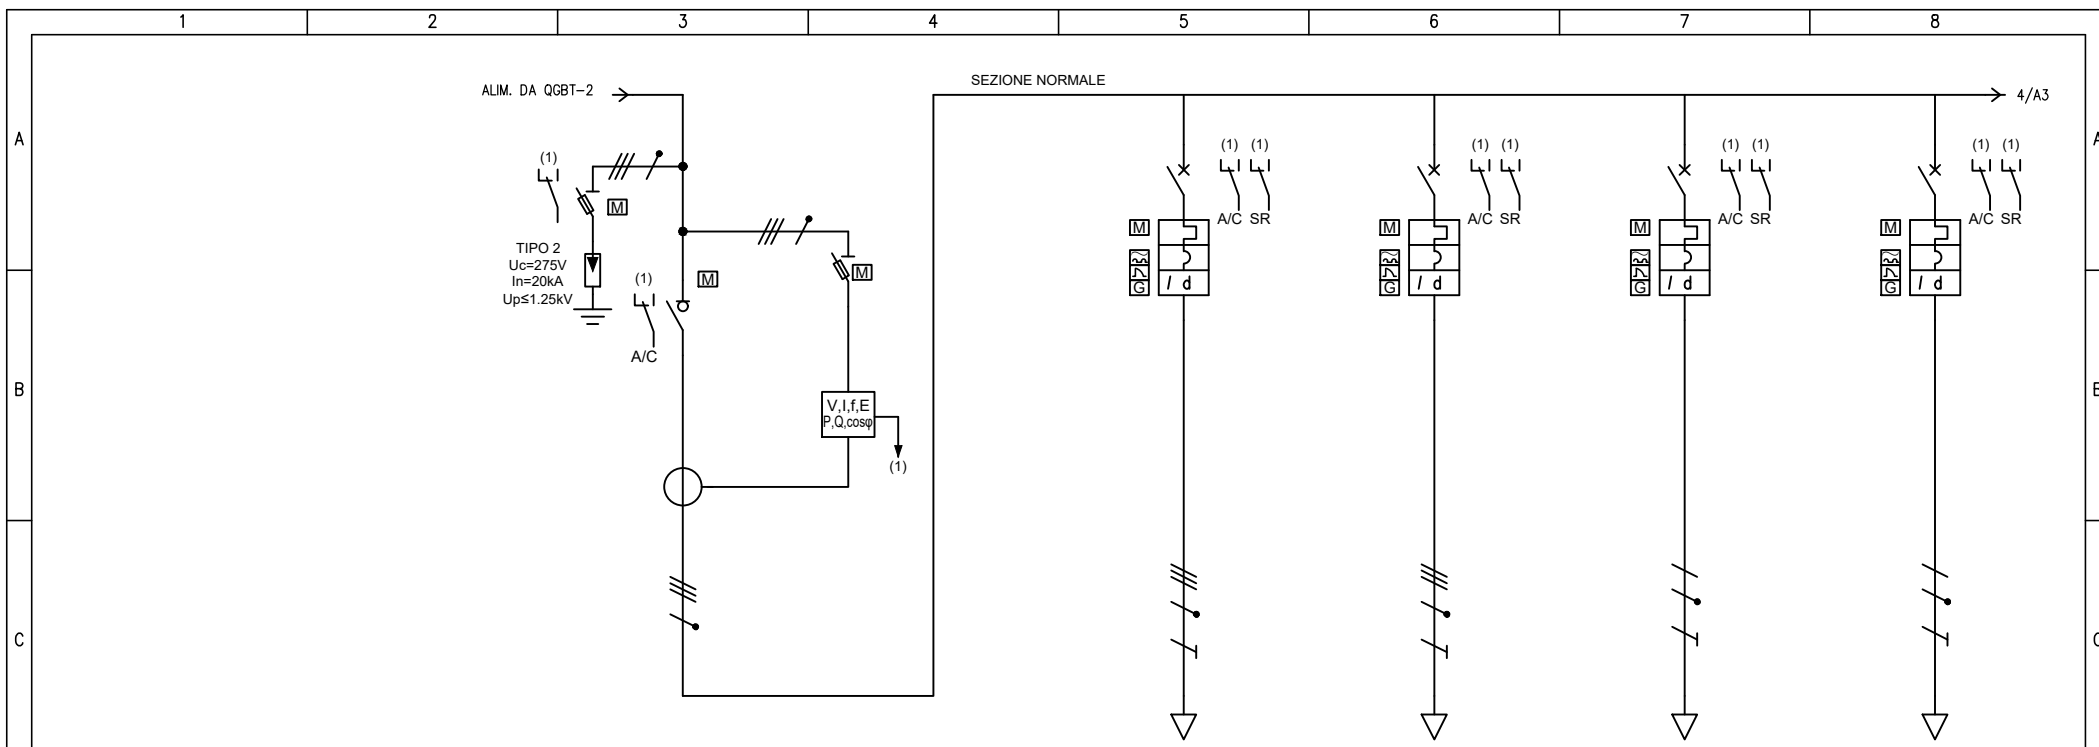 1 2 3 4 5 6 7 8
SEZIONE NORMALE
ALIM. DA QGBT-2
4/A3
A A
(1) (1) (1) (1) (1) (1) (1) (1)
(1)
M
A/C SR A/C SR A/C SR A/C SR
M M M M
TIPO 2
Uc=275V
In=20kA
Up≤1.25kV
M
(1)
M
I d I d I d I d
G G G G
A/C
B B
V,I,f,E
P,Q,cosφ
(1)
C C